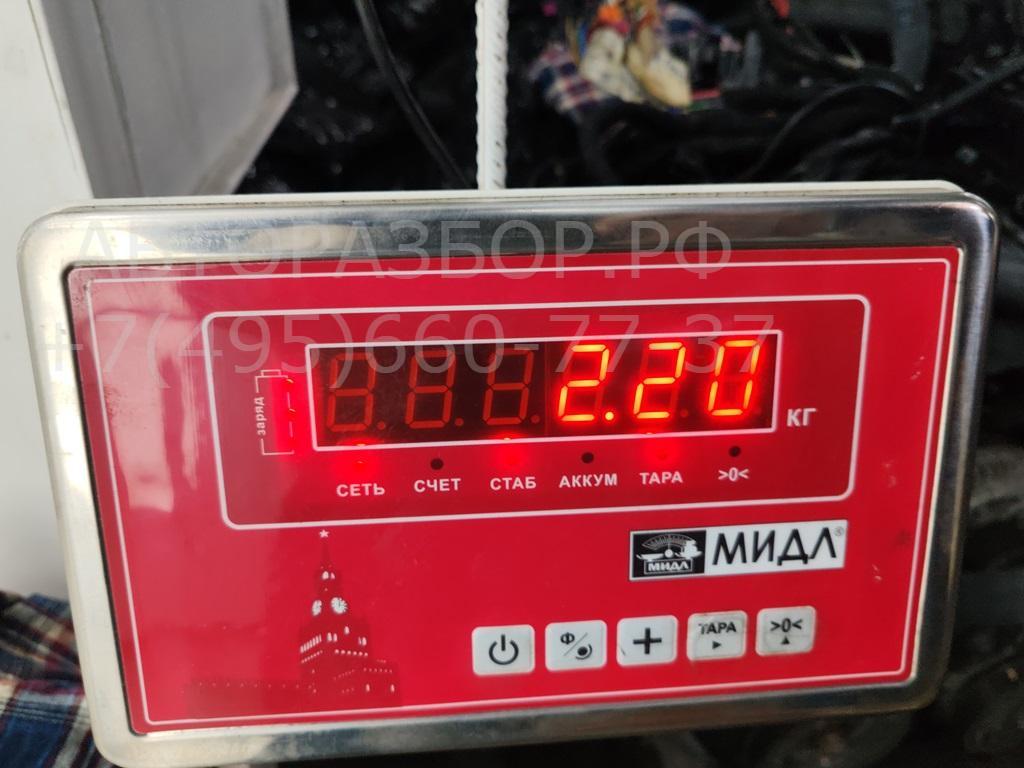 АВТОРАЗБОР.РФ
+7(495)660-77-37
заряд
2.20
КГ
СЕТЬ СЧЕТ СТАБ АККУМ ТАРА >0<
МИДЛ
МИДЛ®
Ф ТАРА >0<